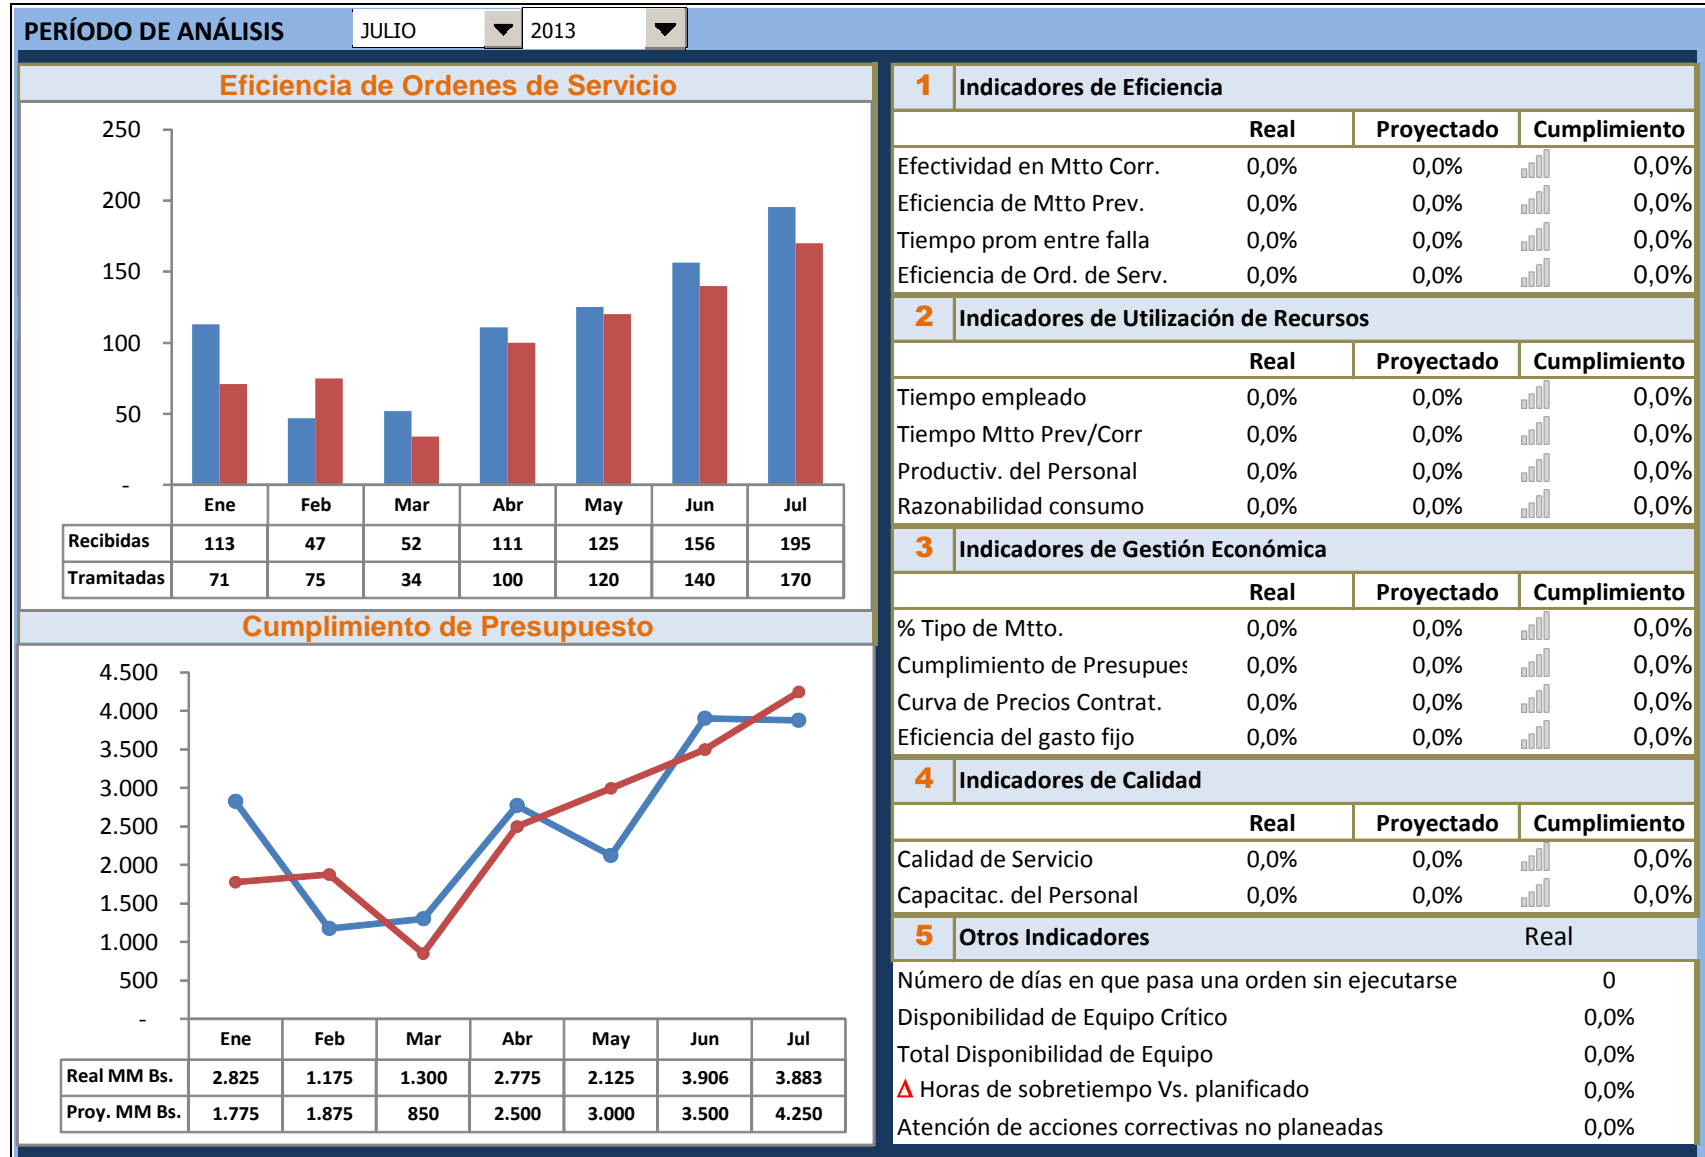 PERÍODO DE ANÁLISIS JULIO 2013
Eficiencia de Ordenes de Servicio
250
200
150
100
50
-
Ene Feb Mar Abr May Jun Jul
Recibidas 113 47 52 111 125 156 195
Tramitadas 71 75 34 100 120 140 170
Cumplimiento de Presupuesto
4.500
4.000
3.500
3.000
2.500
2.000
1.500
1.000
500
-
Ene Feb Mar Abr May Jun Jul
Real MM Bs. 2.825 1.175 1.300 2.775 2.125 3.906 3.883
Proy. MM Bs. 1.775 1.875 850 2.500 3.000 3.500 4.250
1 Indicadores de Eficiencia
Real Proyectado Cumplimiento
Efectividad en Mtto Corr. 0,0% 0,0% 0,0%
Eficiencia de Mtto Prev. 0,0% 0,0% 0,0%
Tiempo prom entre falla 0,0% 0,0% 0,0%
Eficiencia de Ord. de Serv. 0,0% 0,0% 0,0%
2 Indicadores de Utilización de Recursos
Real Proyectado Cumplimiento
Tiempo empleado 0,0% 0,0% 0,0%
Tiempo Mtto Prev/Corr 0,0% 0,0% 0,0%
Productiv. del Personal 0,0% 0,0% 0,0%
Razonabilidad consumo 0,0% 0,0% 0,0%
3 Indicadores de Gestión Económica
Real Proyectado Cumplimiento
% Tipo de Mtto. 0,0% 0,0% 0,0%
Cumplimiento de Presupues 0,0% 0,0% 0,0%
Curva de Precios Contrat. 0,0% 0,0% 0,0%
Eficiencia del gasto fijo 0,0% 0,0% 0,0%
4 Indicadores de Calidad
Real Proyectado Cumplimiento
Calidad de Servicio 0,0% 0,0% 0,0%
Capacitac. del Personal 0,0% 0,0% 0,0%
5 Otros Indicadores Real
Número de días en que pasa una orden sin ejecutarse 0
Disponibilidad de Equipo Crítico 0,0%
Total Disponibilidad de Equipo 0,0%
Δ Horas de sobretiempo Vs. planificado 0,0%
Atención de acciones correctivas no planeadas 0,0%